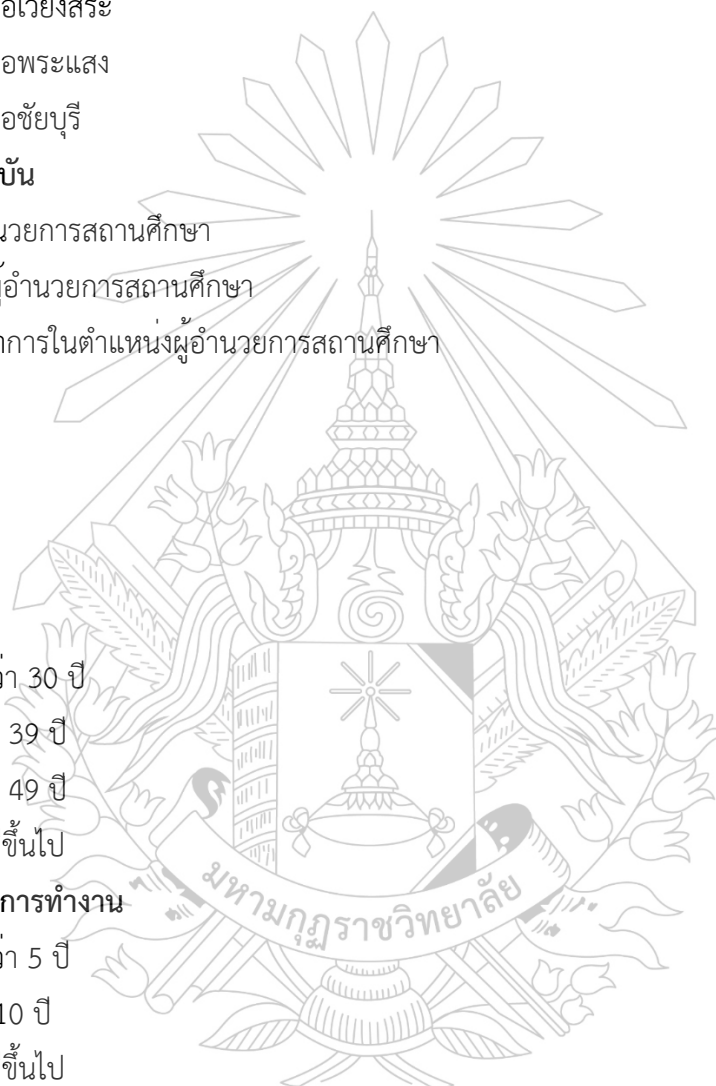 อเวียงสระ
อพระแสง
อชัยบุรี
บัน
นวยการสถานศึกษา
ผู้อำนวยการสถานศึกษา
าการในตำแหน่งผู้อำนวยการสถานศึกษา
ว่า 30 ปี
39 ปี
49 ปี
ขึ้นไป
การทำงาน
ว่า 5 ปี
10 ปี
ขึ้นไป
มหามกุฏราชวิทยาลัย